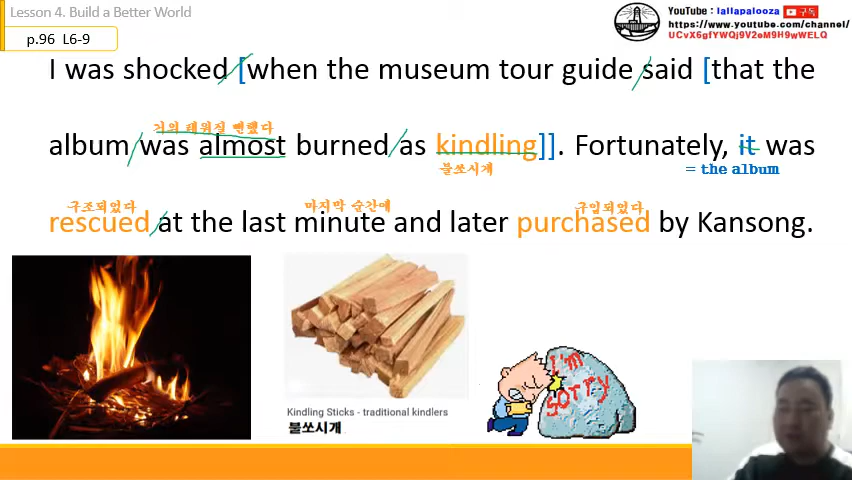 Lesson 4. Build a Better World
p.96 L6-9
YouTube : lallapalooza 구독
https://www.youtube.com/channel/
UCvX6gfYWQj9V2eM9H9wWELQ
I was shocked [when the museum tour guide said [that the
거의 태워질 뻔했다
album was almost burned as kindling]]. Fortunately, it was
불쏘시개
= the album
구조되었다
마지막 순간에
구입되었다
rescued at the last minute and later purchased by Kansong.
I'm
sorry
Kindling Sticks - traditional kindlers
불쏘시개